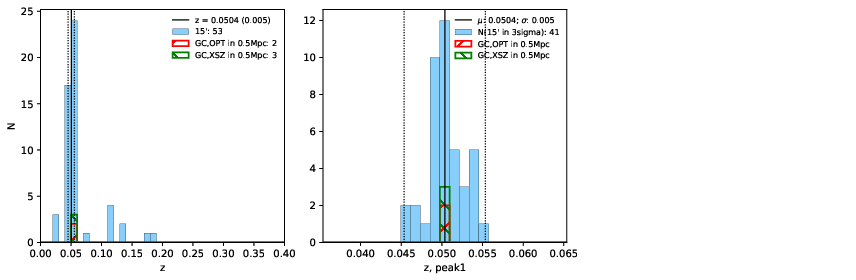 z = 0.0504 (0.005)
15': 53
GC,OPT in 0.5Mpc: 2
GC,XSZ in 0.5Mpc: 3
N
25
20
15
10
5
0
0.00 0.05 0.10 0.15 0.20 0.25 0.30 0.35 0.40
z
μ: 0.0504; σ: 0.005
N(15' in 3sigma): 41
GC,OPT in 0.5Mpc
GC,XSZ in 0.5Mpc
12
10
8
6
4
2
0
0.040 0.045 0.050 0.055 0.060 0.065
z, peak1